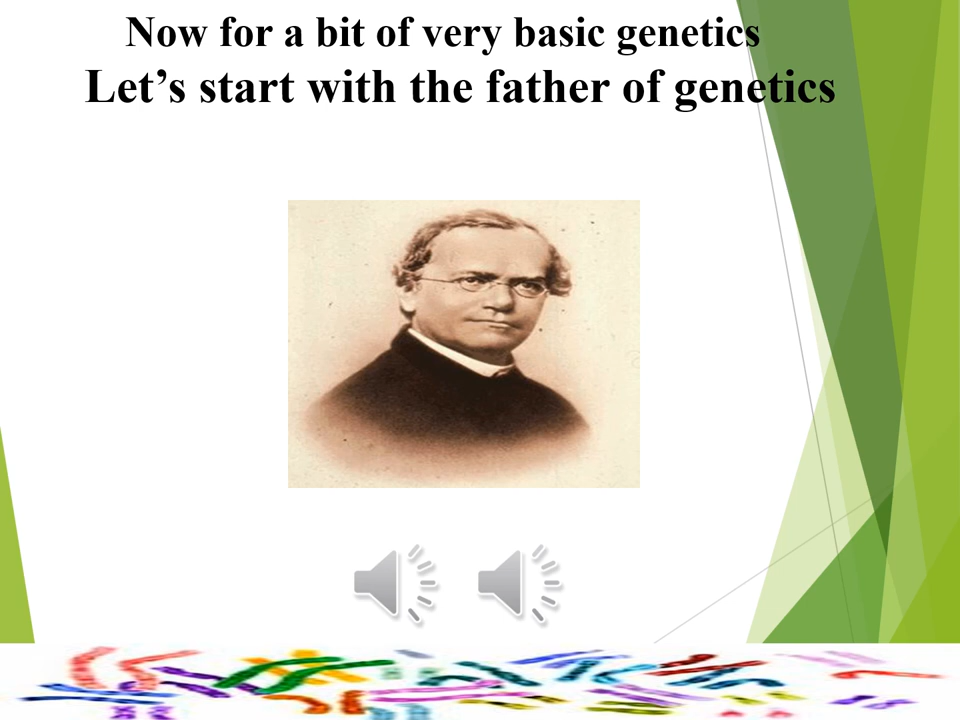 Now for a bit of very basic genetics
Let’s start with the father of genetics